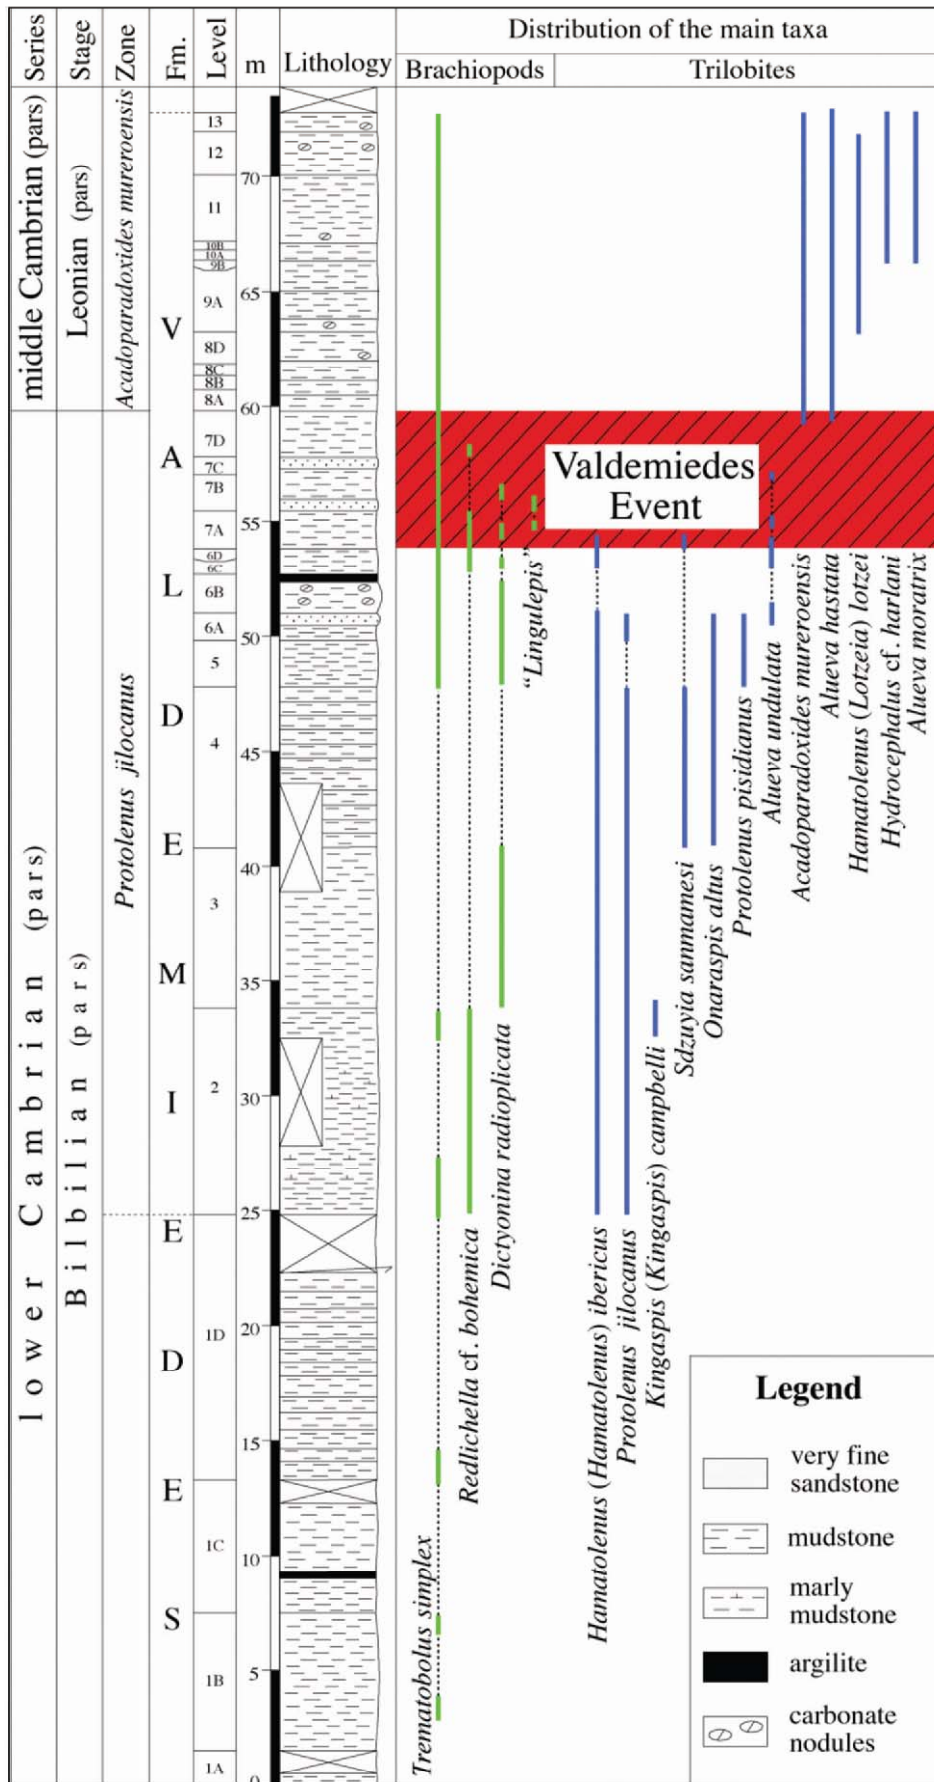 Series
Stage
Zone
Fm.
Level
m
Lithology
Distribution of the main taxa
Brachiopods
Trilobites
middle Cambrian (pars)
lower Cambrian (pars)
Leonian (pars)
Bilbilian (pars)
Acadoparadoxides mureroensis
Protolenus jilocanus
V
A
L
D
E
M
I
E
D
E
S
13
12
11
10B
10A
9B
9A
8D
8C
8B
8A
7D
7C
7B
7A
6D
6C
6B
6A
5
4
3
2
1D
1C
1B
1A
70
65
60
55
50
45
40
35
30
25
20
15
10
5
0
Valdemiedes
Event
Trematobolus simplex
Redlichella cf. bohemica
Dictyonina radioplicata
“Lingulepis”
Hamatolenus (Hamatolenus) ibericus
Protolenus jilocanus
Kingaspis (Kingaspis) campbelli
Sdzuyia sanmamesi
Onaraspis altus
Protolenus pisidianus
Alueva undulata
Acadoparadoxides mureroensis
Alueva hastata
Hamatolenus (Lotzeia) lotzei
Hydrocephalus cf. harlani
Alueva moratrix
Legend
very fine
sandstone
mudstone
marly
mudstone
argilite
carbonate
nodules